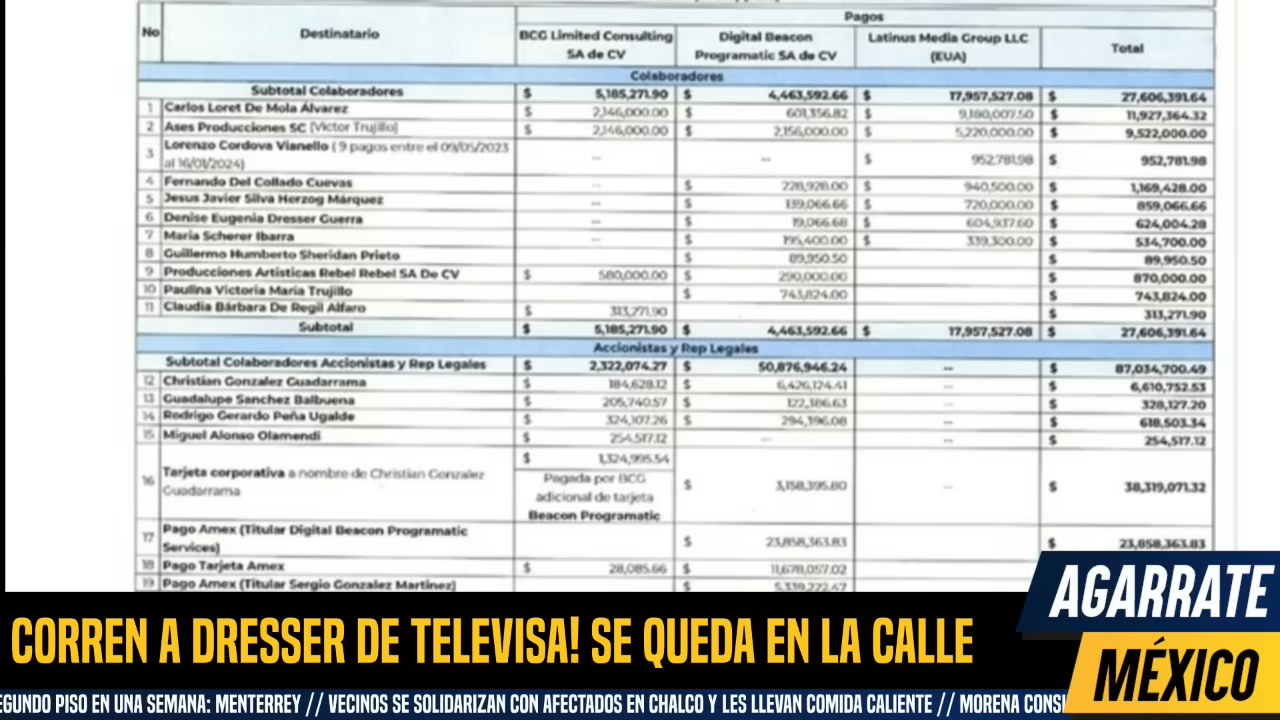 Pagos
No Destinatario BCG Limited Consulting SA de CV Digital Beacon Programatic SA de CV Latinus Media Group LLC (EUA) Total
Colaboradores
Subtotal Colaboradores $ 5,185,271.90 $ 4,463,592.66 $ 17,957,527.08 $ 27,606,391.64
1 Carlos Loret De Mola Álvarez $ 2,146,000.00 $ 601,356.82 $ 9,180,007.50 $ 11,927,364.32
2 Ases Producciones SC (Victor Trujillo) $ 2,146,000.00 $ 2,156,000.00 $ 5,220,000.00 $ 9,522,000.00
3 Lorenzo Cordova Vianello ( 9 pagos entre el 09/05/2023 al 16/01/2024) -- -- $ 952,781.98 $ 952,781.98
4 Fernando Del Collado Cuevas -- $ 228,928.00 $ 940,500.00 $ 1,169,428.00
5 Jesus Javier Silva Herzog Márquez -- $ 139,066.66 $ 720,000.00 $ 859,066.66
6 Denise Eugenia Dresser Guerra -- $ 19,066.68 $ 604,937.60 $ 624,004.28
7 Maria Scherer Ibarra -- $ 195,400.00 $ 339,300.00 $ 534,700.00
8 Guillermo Humberto Sheridan Prieto $ 89,950.50 $ 89,950.50
9 Producciones Artisticas Rebel Rebel SA De CV $ 580,000.00 $ 290,000.00 $ 870,000.00
10 Paulina Victoria Maria Trujillo $ 743,824.00 $ 743,824.00
11 Claudia Bárbara De Regil Alfaro $ 313,271.90 $ 313,271.90
Subtotal $ 5,185,271.90 $ 4,463,592.66 $ 17,957,527.08 $ 27,606,391.64
Accionistas y Rep Legales
Subtotal Colaboradores Accionistas y Rep Legales $ 2,322,074.27 $ 50,876,946.24 -- $ 87,034,700.49
12 Christian Gonzalez Guadarrama $ 184,628.12 $ 6,426,124.41 -- $ 6,610,752.53
13 Guadalupe Sanchez Balbuena $ 205,740.57 $ 122,386.63 -- $ 328,127.20
14 Rodrigo Gerardo Peña Ugalde $ 324,107.26 $ 294,396.08 -- $ 618,503.34
15 Miguel Alonso Olamendi $ 254,517.12 -- -- $ 254,517.12
16 Tarjeta corporativa a nombre de Christian Gonzalez Guadarrama $ 1,324,995.54 Pagada por BCG adicional de tarjeta Beacon Programatic $ 3,158,395.80 -- $ 38,319,071.32
17 Pago Amex (Titular Digital Beacon Programatic Services) $ 23,858,363.83 $ 23,858,363.83
18 Pago Tarjeta Amex $ 28,085.66 $ 11,678,057.02
19 Pago Amex (Titular Sergio Gonzalez Martinez) $ 5,339,222.47
CORREN A DRESSER DE TELEVISA! SE QUEDA EN LA CALLE
AGARRATE
MÉXICO
EGUNDO PISO EN UNA SEMANA: MONTERREY // VECINOS SE SOLIDARIZAN CON AFECTADOS EN CHALCO Y LES LLEVAN COMIDA CALIENTE // MORENA CONSI